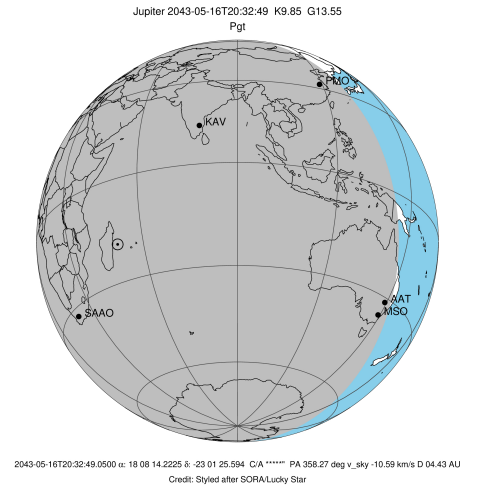 Jupiter 2043-05-16T20:32:49 K9.85 G13.55
Pgt
PMO
KAV
AAT
MSO
SAAO
2043-05-16T20:32:49.0500 α: 18 08 14.2225 δ: -23 01 25.594 C/A *****" PA 358.27 deg v_sky -10.59 km/s D 04.43 AU
Credit: Styled after SORA/Lucky Star